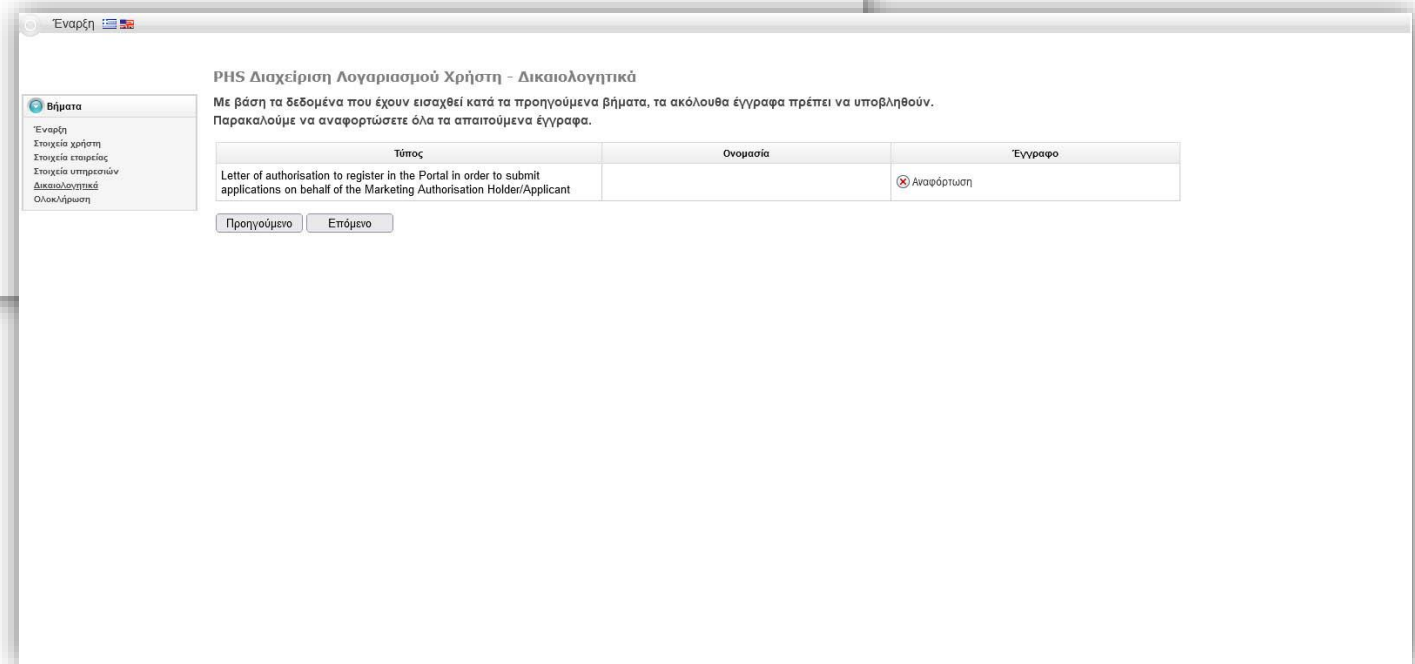 Έναρξη
PHS Διαχείριση Λογαριασμού Χρήστη - Δικαιολογητικά
Βήματα
Έναρξη
Στοιχεία χρήστη
Στοιχεία εταιρείας
Στοιχεία υπηρεσιών
Δικαιολογητικά
Ολοκλήρωση
Με βάση τα δεδομένα που έχουν εισαχθεί κατά τα προηγούμενα βήματα, τα ακόλουθα έγγραφα πρέπει να υποβληθούν.
Παρακαλούμε να αναφορτώσετε όλα τα απαιτούμενα έγγραφα.
Τύπος Ονομασία Έγγραφο
Letter of authorisation to register in the Portal in order to submit
applications on behalf of the Marketing Authorisation Holder/Applicant
Αναφόρτωση
Προηγούμενο Επόμενο